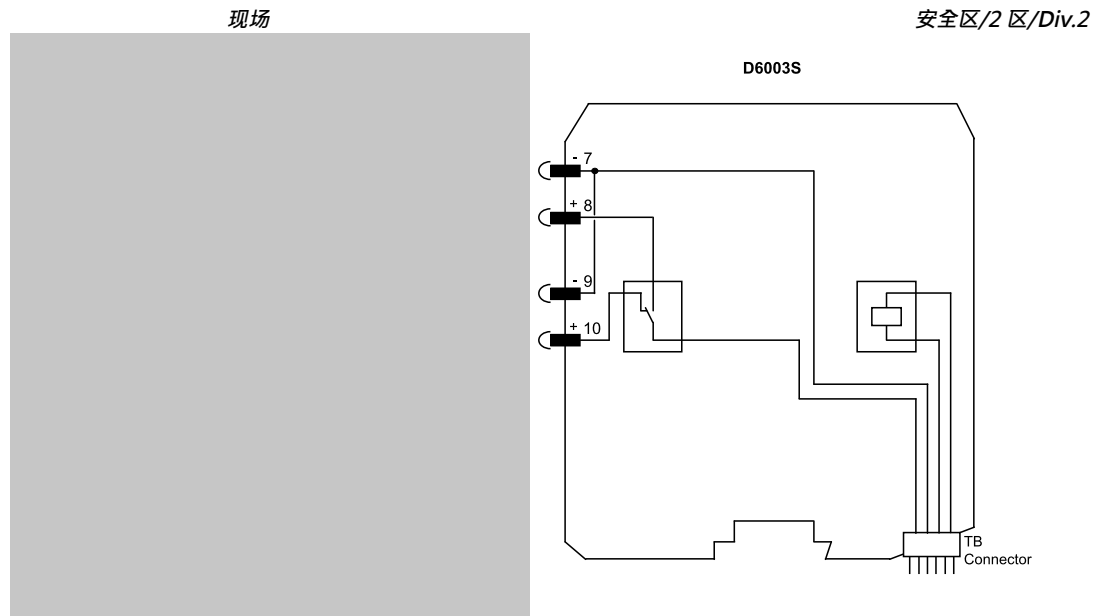 现场
安全区/2 区/Div.2
D6003S
- 7
+ 8
- 9
+ 10
TB
Connector